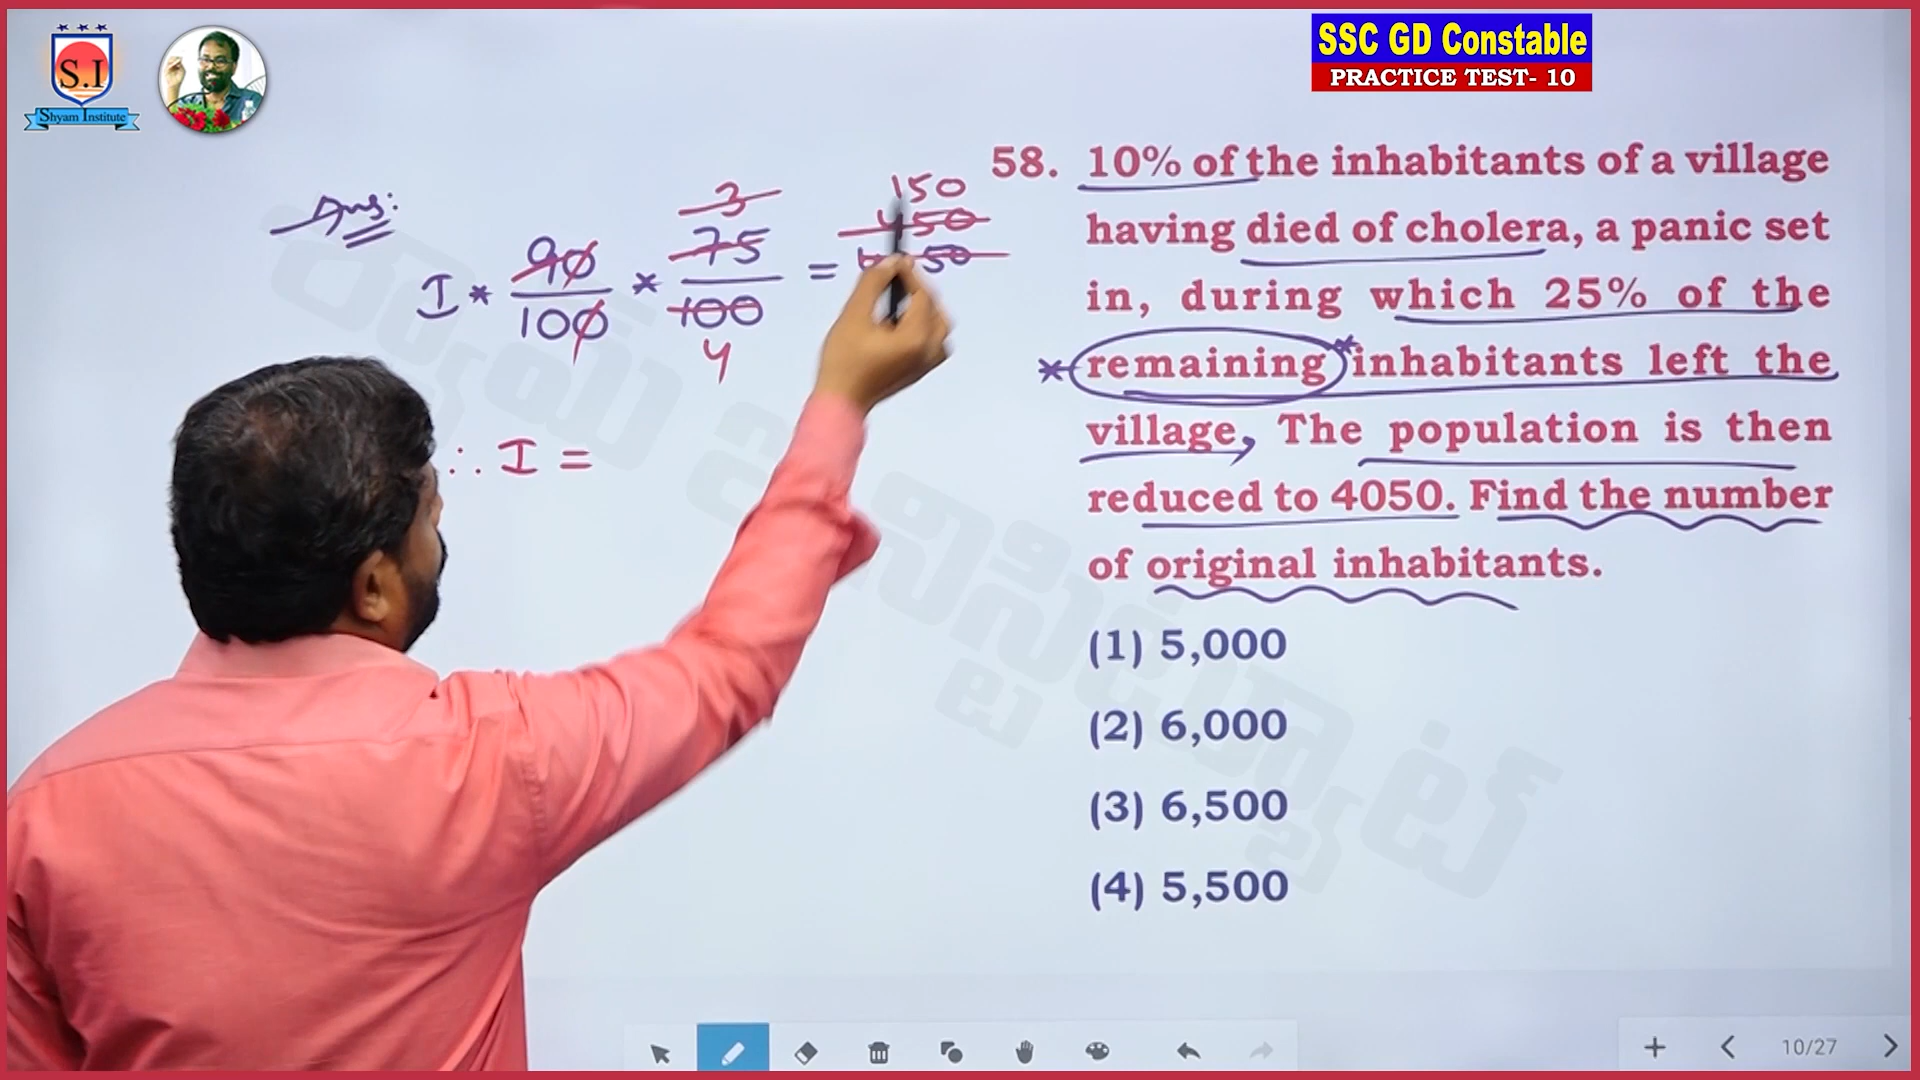 ★ ★ ★
S.I
Shyam Institute
SSC GD Constable
PRACTICE TEST- 10
58. 10% of the inhabitants of a village
having died of cholera, a panic set
in, during which 25% of the
* remaining * inhabitants left the
village, The population is then
reduced to 4050. Find the number
of original inhabitants.
(1) 5,000
(2) 6,000
(3) 6,500
(4) 5,500
Ans:
3 150
I * 90/100 * 75/100 =
4
∴ I =
10/27